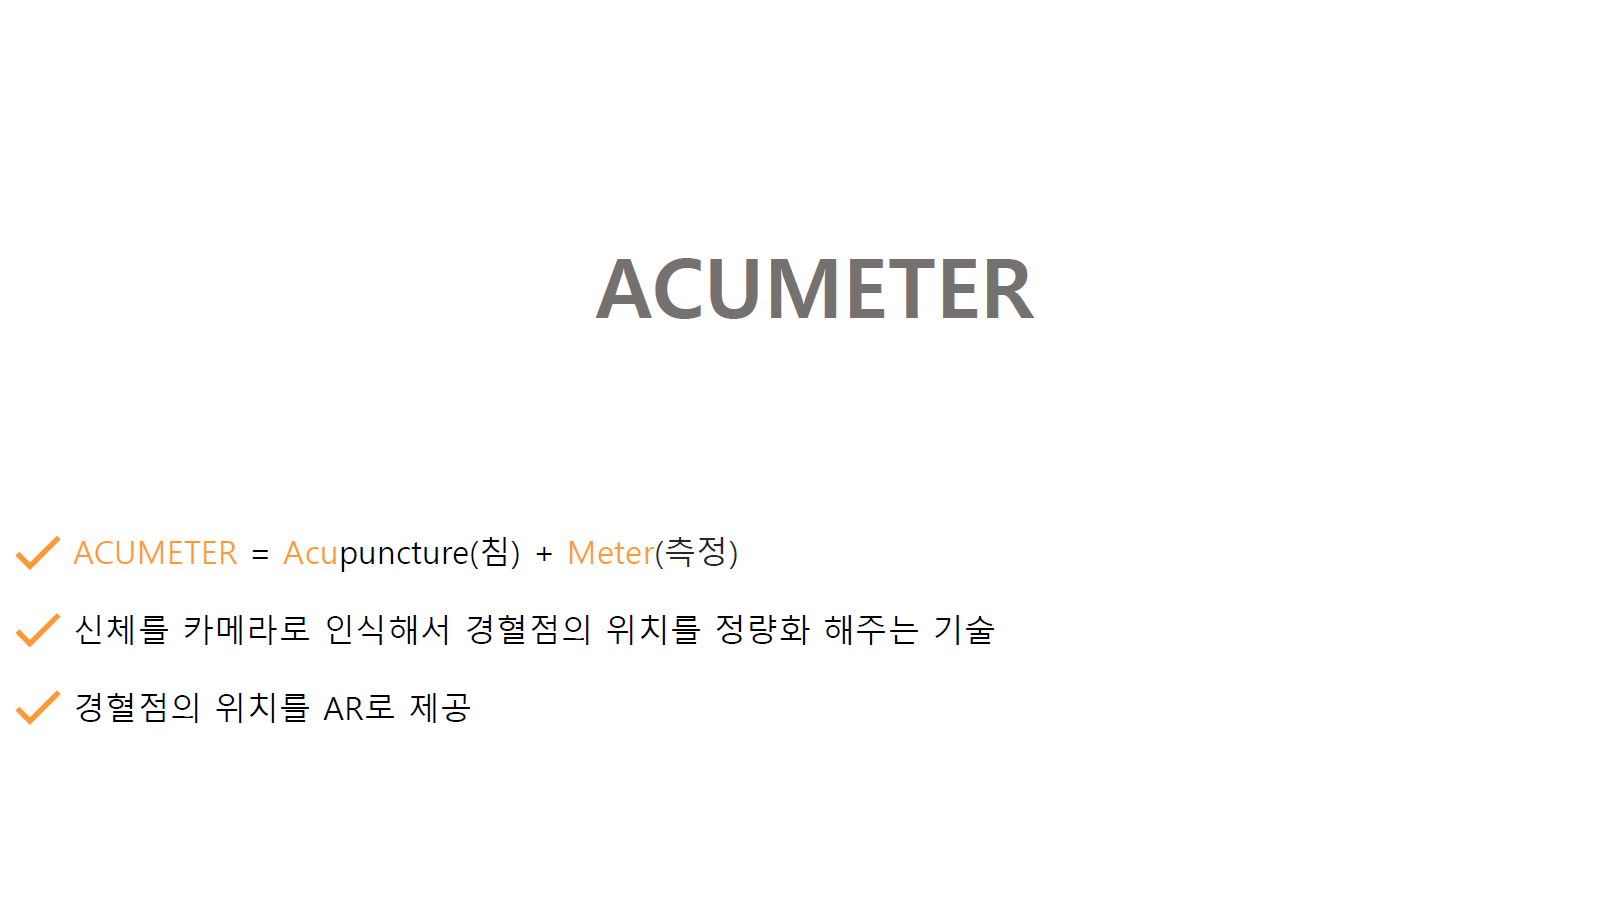 ACUMETER
ACUMETER = Acupuncture(침) + Meter(측정)
신체를 카메라로 인식해서 경혈점의 위치를 정량화 해주는 기술
경혈점의 위치를 AR로 제공